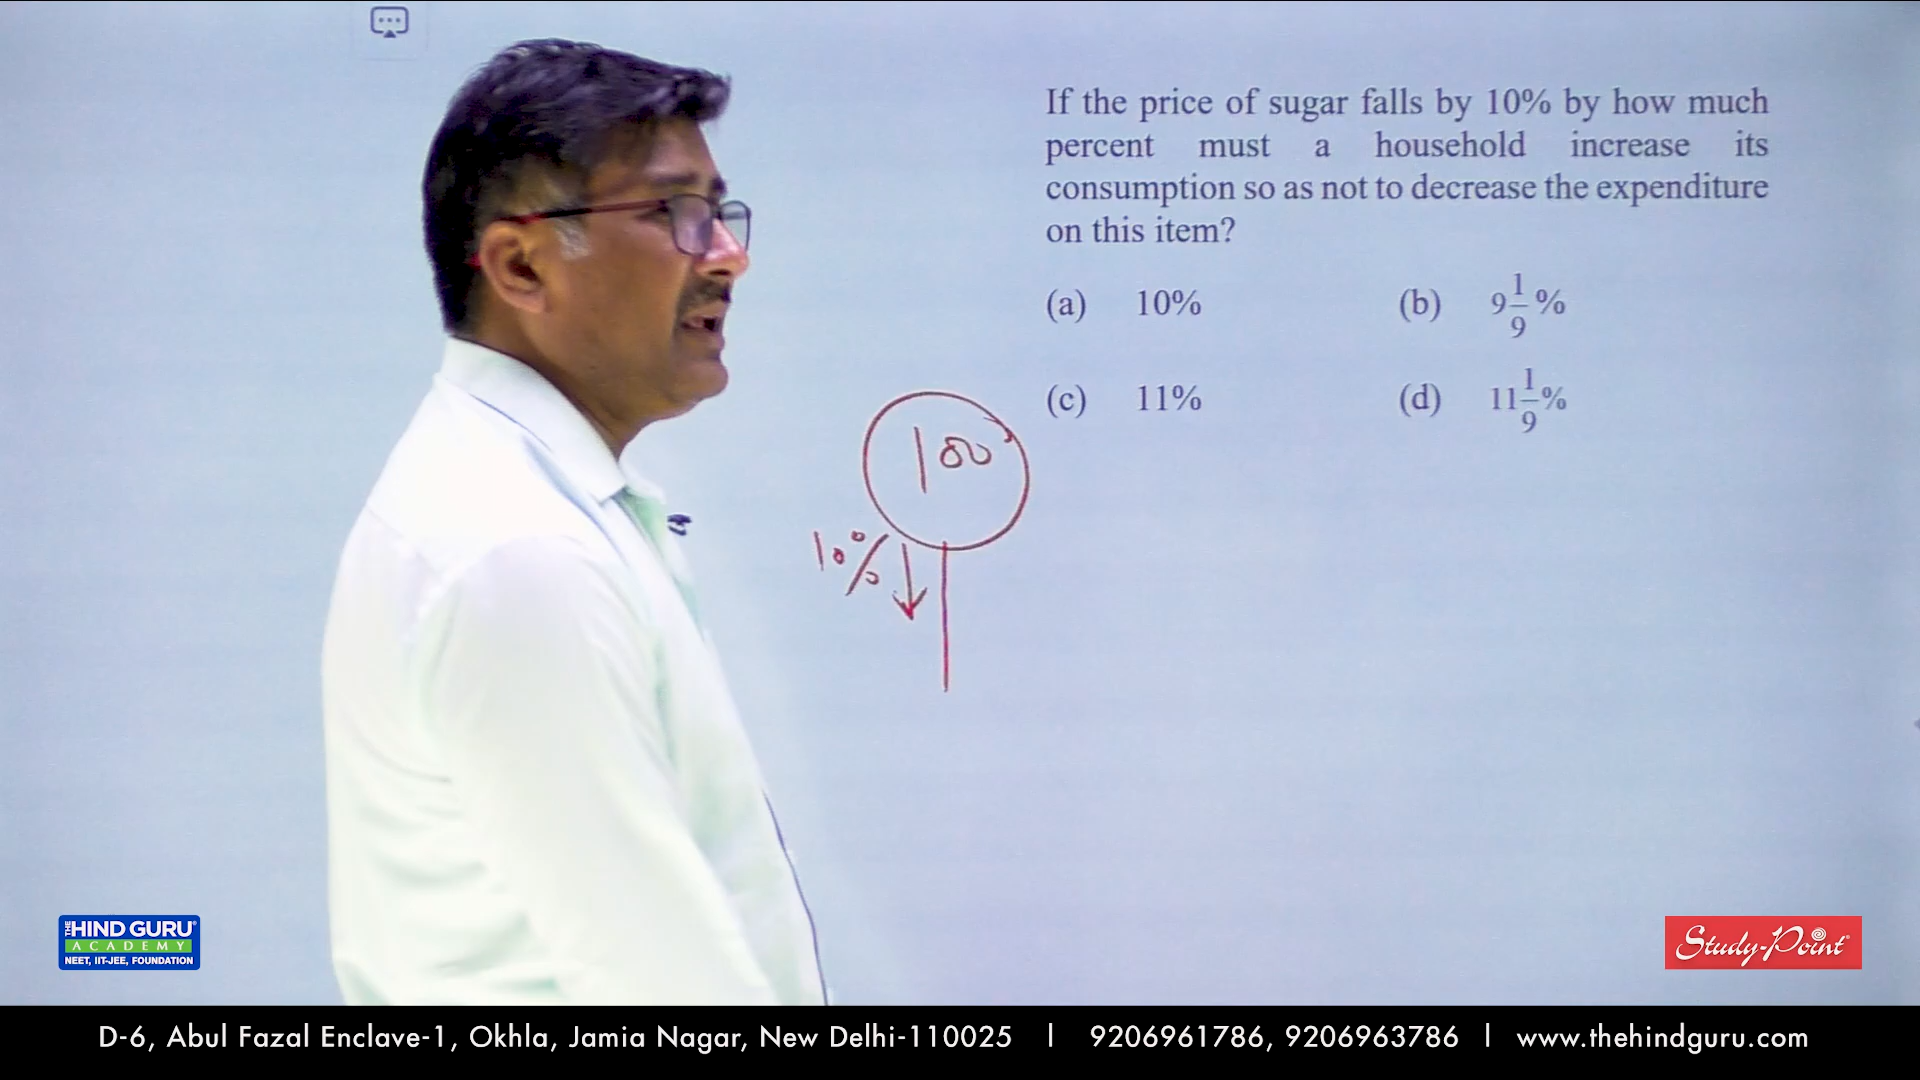 If the price of sugar falls by 10% by how much
percent must a household increase its
consumption so as not to decrease the expenditure
on this item?
(a) 10% (b) 9 1/9 %
(c) 11% (d) 11 1/9 %
100
10%
THE HIND GURU
ACADEMY
NEET, IIT-JEE, FOUNDATION
Study-Point
D-6, Abul Fazal Enclave-1, Okhla, Jamia Nagar, New Delhi-110025 | 9206961786, 9206963786 | www.thehindguru.com